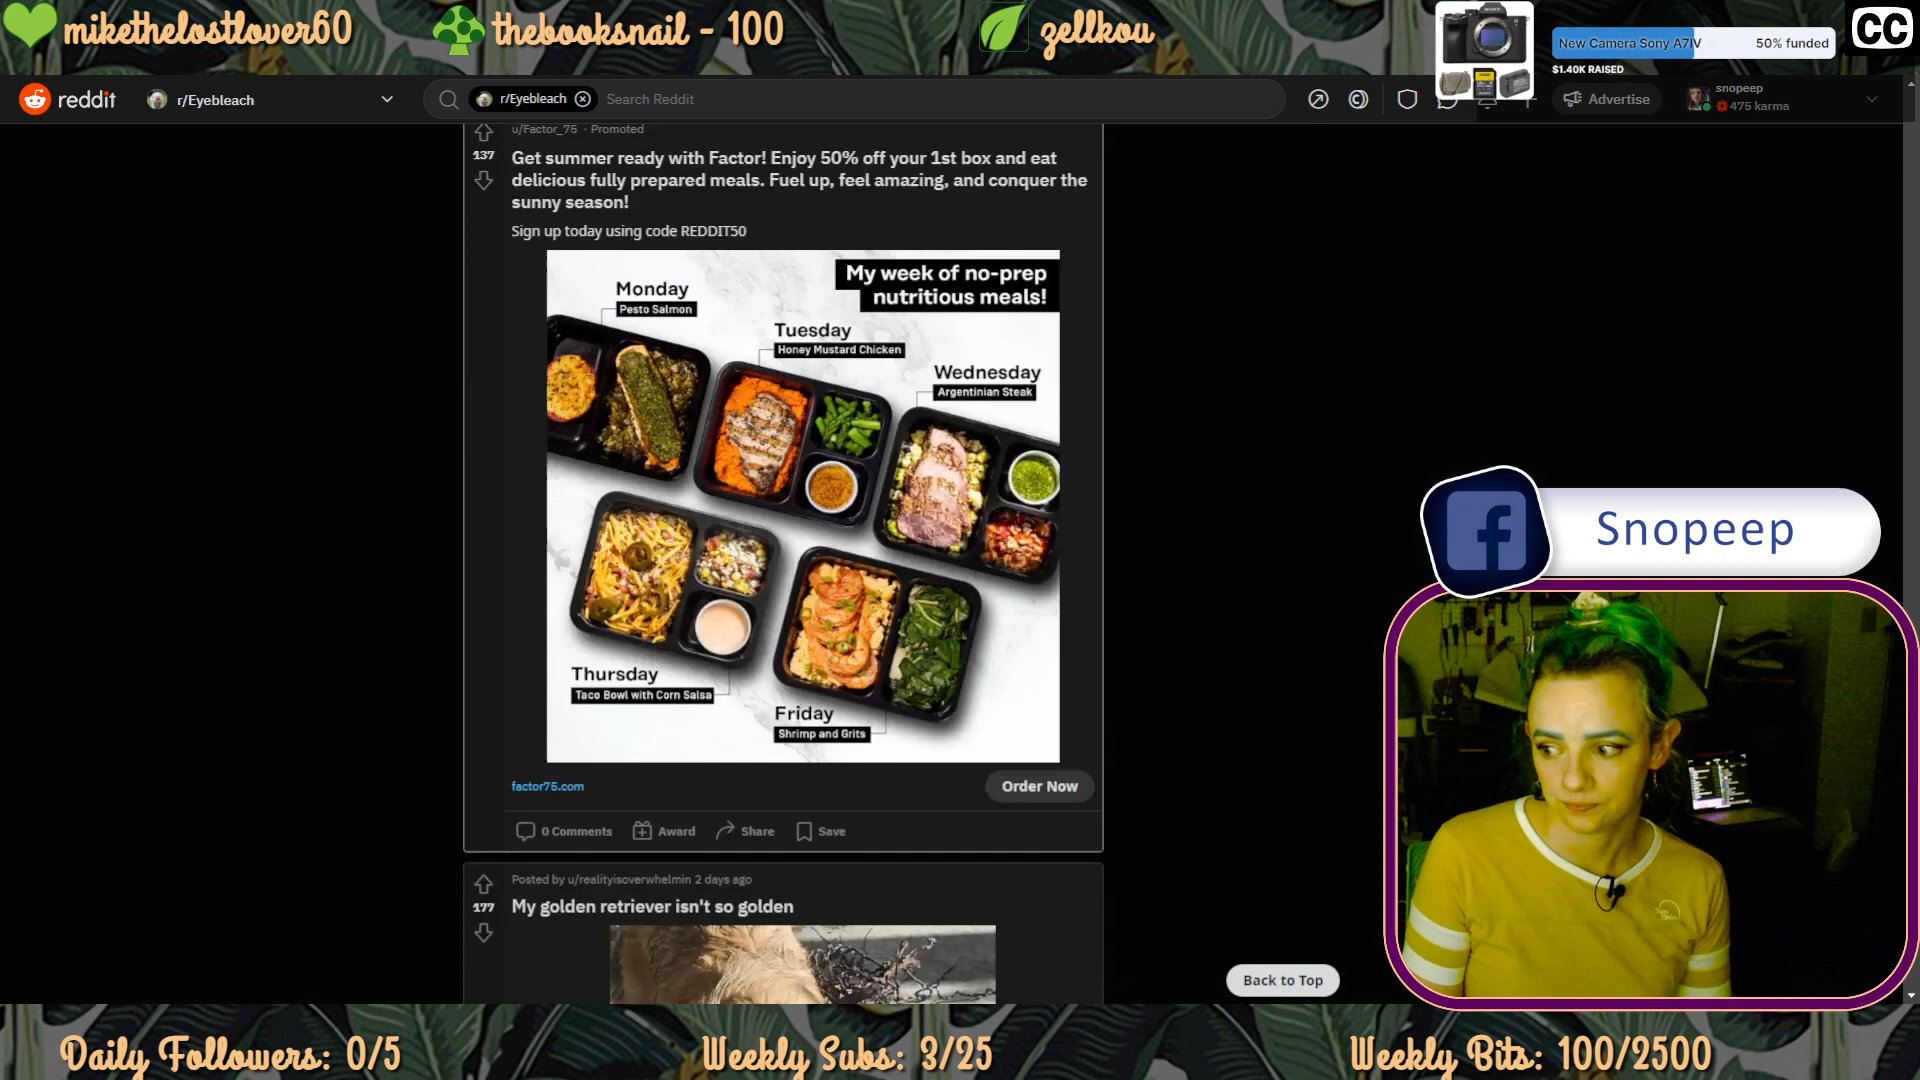 mikethelostlover60
thebooksnail - 100
zellkou
New Camera Sony A7IV 50% funded
$1.40K RAISED
CC
reddit
r/Eyebleach
r/Eyebleach
Search Reddit
Advertise
snopeep
475 karma
u/Factor_75 · Promoted
137
Get summer ready with Factor! Enjoy 50% off your 1st box and eat
delicious fully prepared meals. Fuel up, feel amazing, and conquer the
sunny season!
Sign up today using code REDDIT50
My week of no-prep
nutritious meals!
Monday
Pesto Salmon
Tuesday
Honey Mustard Chicken
Wednesday
Argentinian Steak
Thursday
Taco Bowl with Corn Salsa
Friday
Shrimp and Grits
factor75.com
Order Now
0 Comments
Award
Share
Save
Posted by u/realityisoverwhelmin 2 days ago
177
My golden retriever isn't so golden
Back to Top
Snopeep
Daily Followers: 0/5
Weekly Subs: 3/25
Weekly Bits: 100/2500